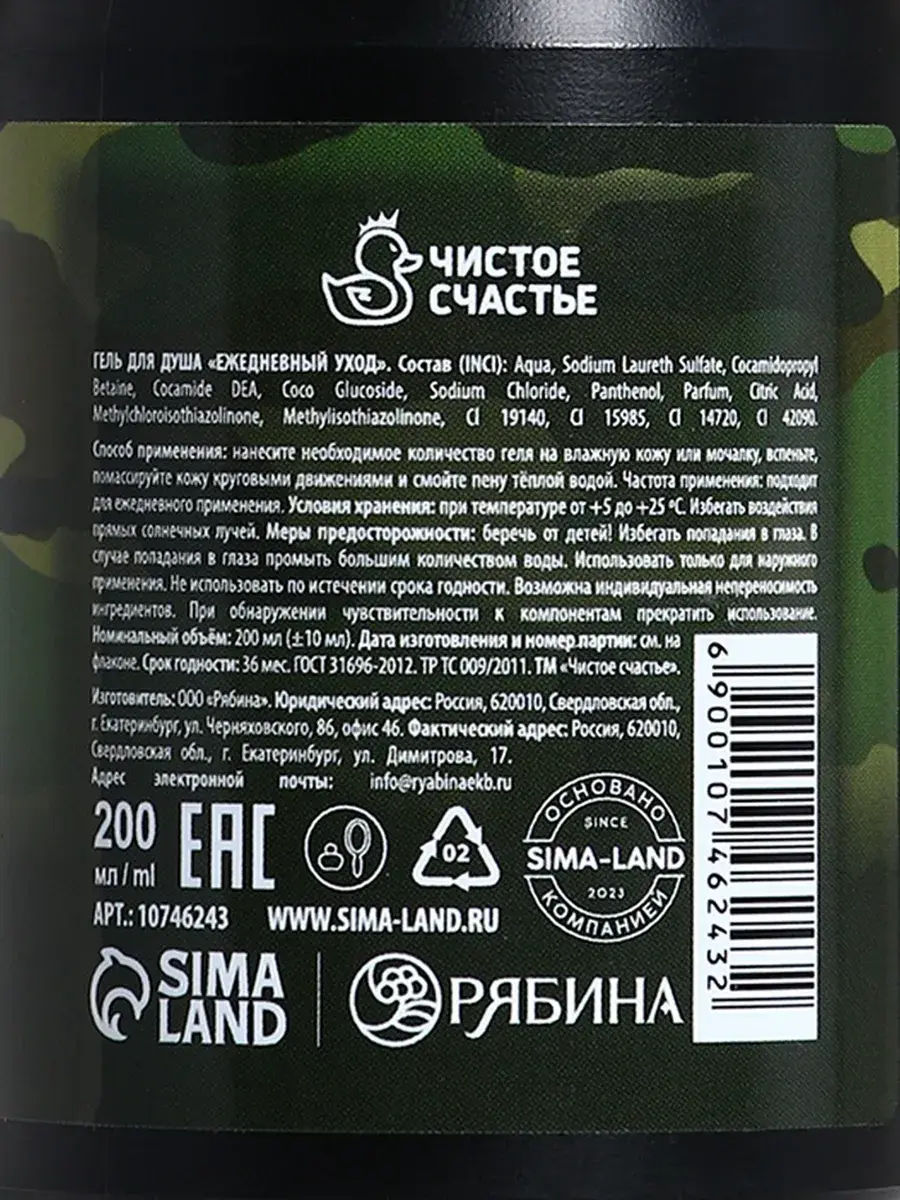 ЧИСТОЕ
СЧАСТЬЕ
ГЕЛЬ ДЛЯ ДУША «ЕЖЕДНЕВНЫЙ УХОД». Состав (INCI): Aqua, Sodium Laureth Sulfate, Cocamidopropyl
Betaine, Cocamide DEA, Coco Glucoside, Sodium Chloride, Panthenol, Parfum, Citric Acid,
Methylchloroisothiazolinone, Methylisothiazolinone, CI 19140, CI 15985, CI 14720, CI 42090.
Способ применения: нанесите необходимое количество геля на влажную кожу или мочалку, вспеньте,
помассируйте кожу круговыми движениями и смойте пену тёплой водой. Частота применения: подходит
для ежедневного применения. Условия хранения: при температуре от +5 до +25 ºС. Избегать воздействия
прямых солнечных лучей. Меры предосторожности: беречь от детей! Избегать попадания в глаза. В
случае попадания в глаза промыть большим количеством воды. Использовать только для наружного
применения. Не использовать по истечении срока годности. Возможна индивидуальная непереносимость
ингредиентов. При обнаружении чувствительности к компонентам прекратить использование.
Номинальный объём: 200 мл (±10 мл). Дата изготовления и номер партии: см. на
флаконе. Срок годности: 36 мес. ГОСТ 31696-2012. ТР ТС 009/2011. ТМ «Чистое счастье».
Изготовитель: ООО «Рябина». Юридический адрес: Россия, 620010, Свердловская обл.,
г. Екатеринбург, ул. Черняховского, 86, офис 46. Фактический адрес: Россия, 620010,
Свердловская обл., г. Екатеринбург, ул. Димитрова, 17.
Адрес электронной почты: info@ryabinaekb.ru
200
мл / ml
EAC
02
ОСНОВАНО
SINCE
SIMA-LAND
2023
КОМПАНИЕЙ
АРТ.: 10746243 WWW.SIMA-LAND.RU
SIMA
LAND
РЯБИНА
6 900107 462432